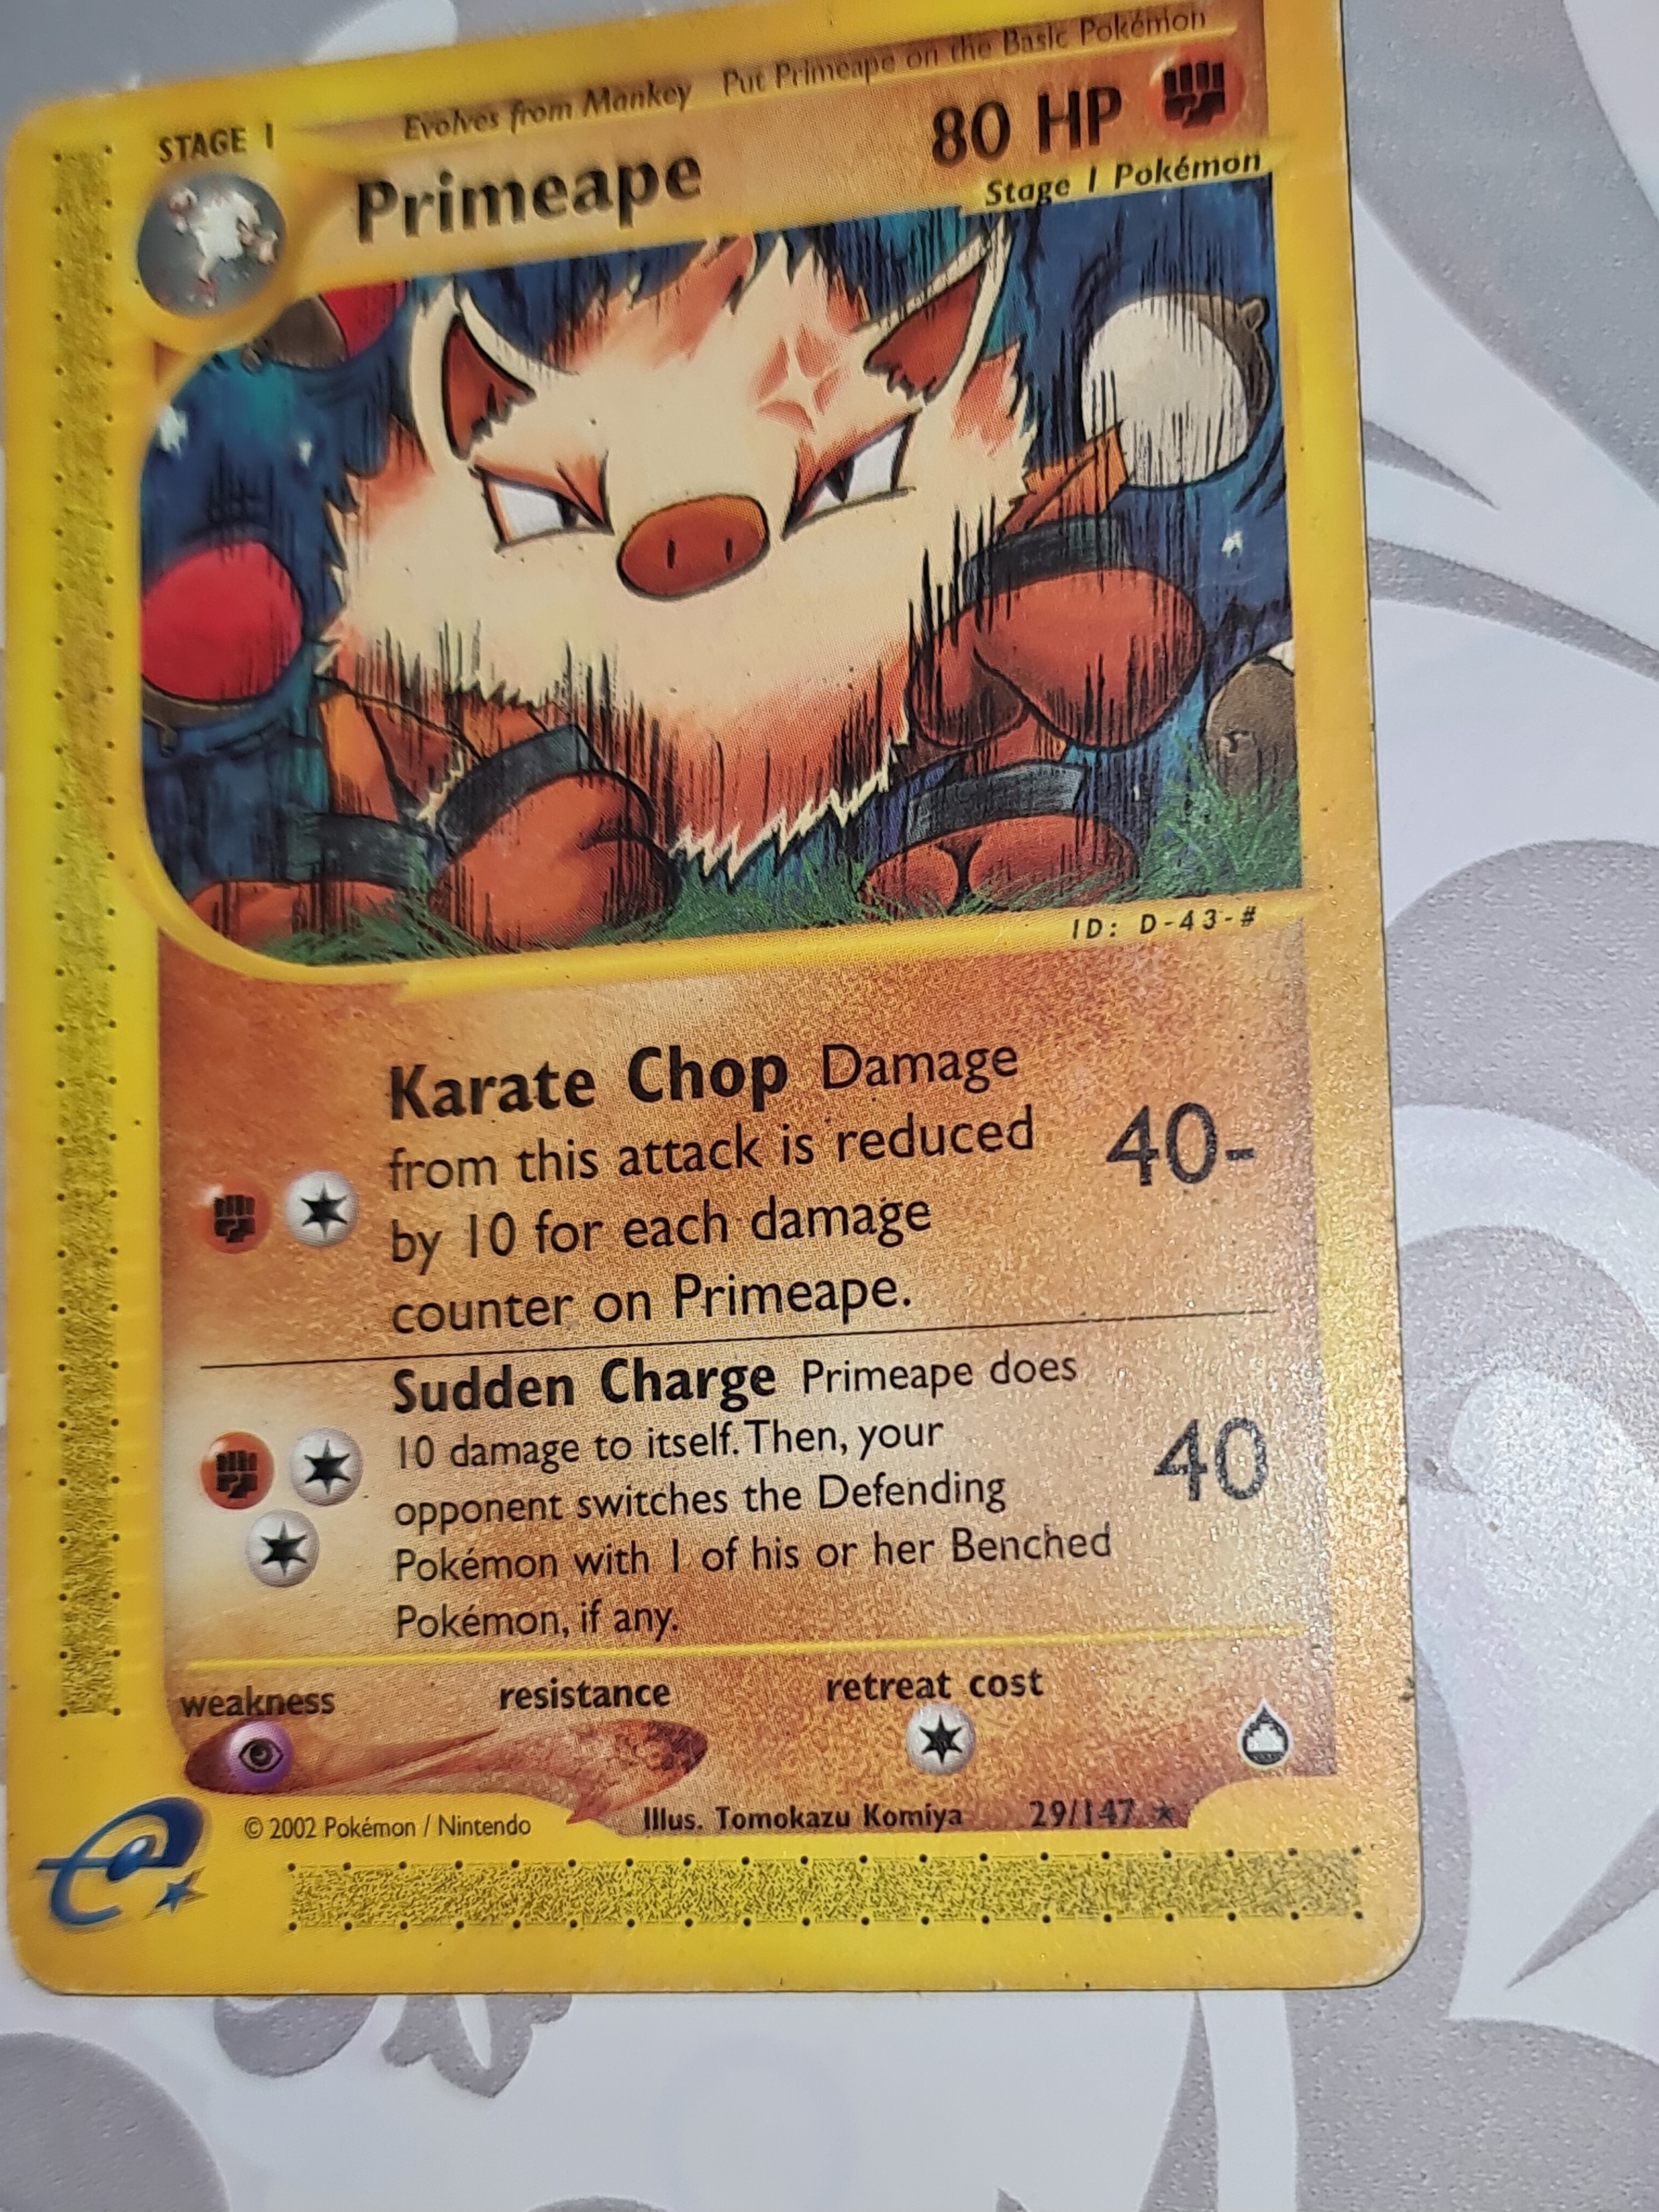 Evolves from Mankey Put Primeape on the Basic Pokémon
STAGE 1
Primeape 80 HP
Stage 1 Pokémon
ID: D-43-#
Karate Chop Damage
from this attack is reduced
by 10 for each damage
counter on Primeape.
40-
Sudden Charge Primeape does
10 damage to itself. Then, your
opponent switches the Defending
Pokémon with 1 of his or her Benched
Pokémon, if any.
40
weakness resistance retreat cost
© 2002 Pokémon / Nintendo Illus. Tomokazu Komiya 29/147 ★
e